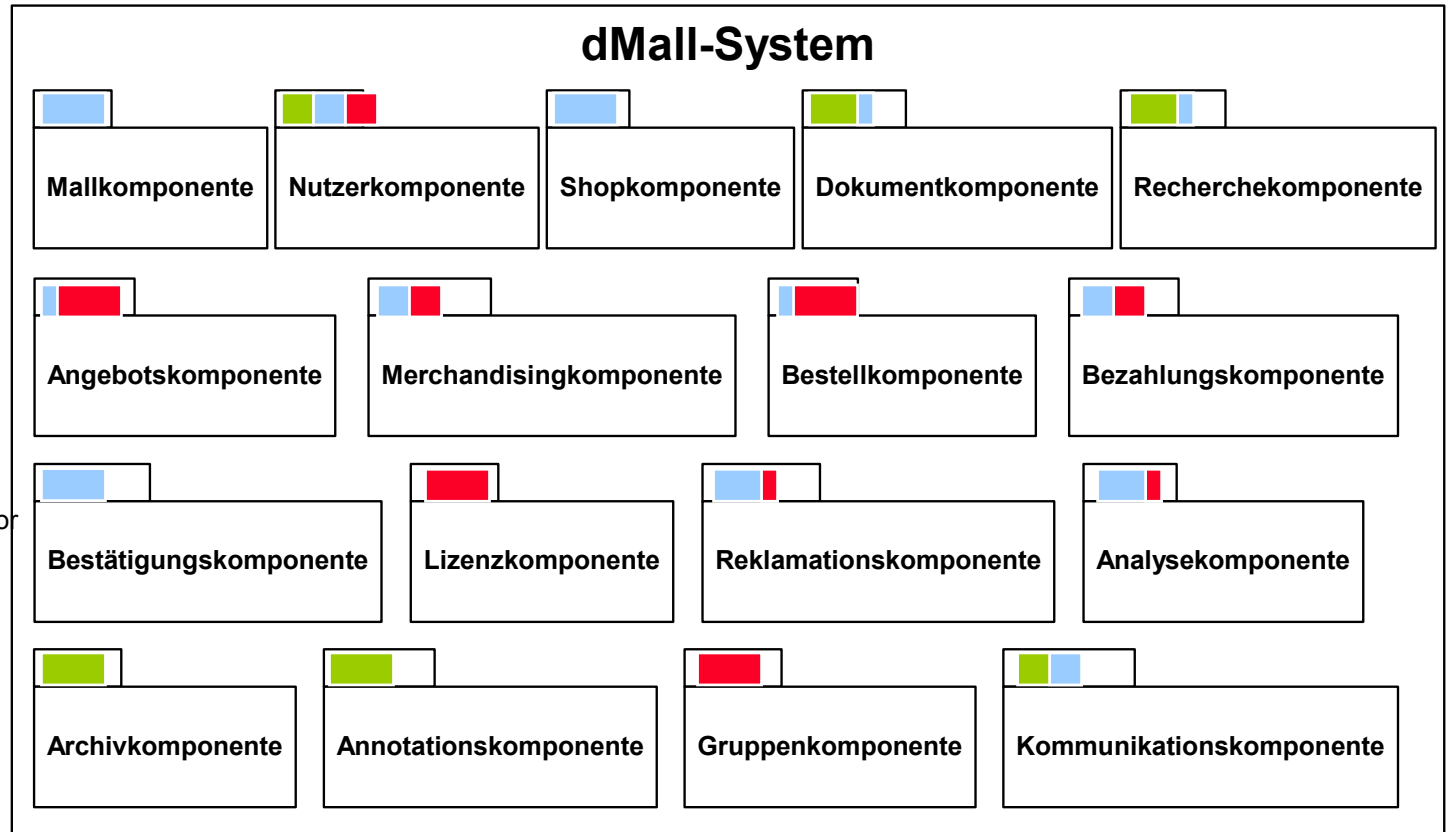 dMall-System
Mallkomponente
Nutzerkomponente
Shopkomponente
Dokumentkomponente
Recherchekomponente
Angebotskomponente
Merchandisingkomponente
Bestellkomponente
Bezahlungskomponente
or
Bestätigungskomponente
Lizenzkomponente
Reklamationskomponente
Analysekomponente
Archivkomponente
Annotationskomponente
Gruppenkomponente
Kommunikationskomponente